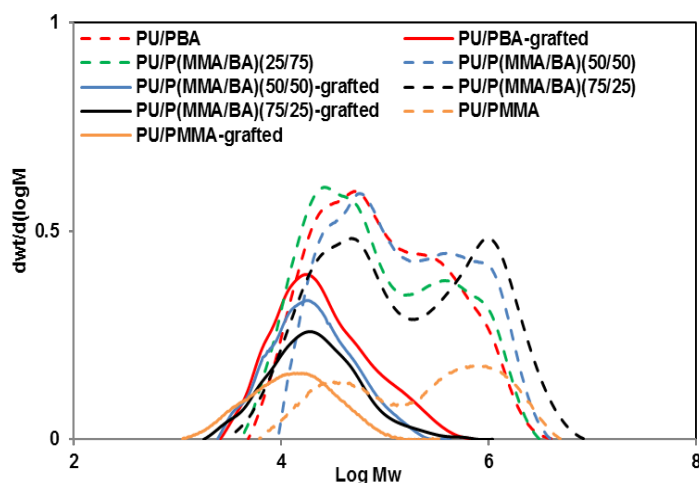 1
PU/PBA PU/PBA-grafted
PU/P(MMA/BA)(25/75) PU/P(MMA/BA)(50/50)
PU/P(MMA/BA)(50/50)-grafted PU/P(MMA/BA)(75/25)
PU/P(MMA/BA)(75/25)-grafted PU/PMMA
PU/PMMA-grafted
dwt/d(logM
0.5
0
2 4 6 8
Log Mw